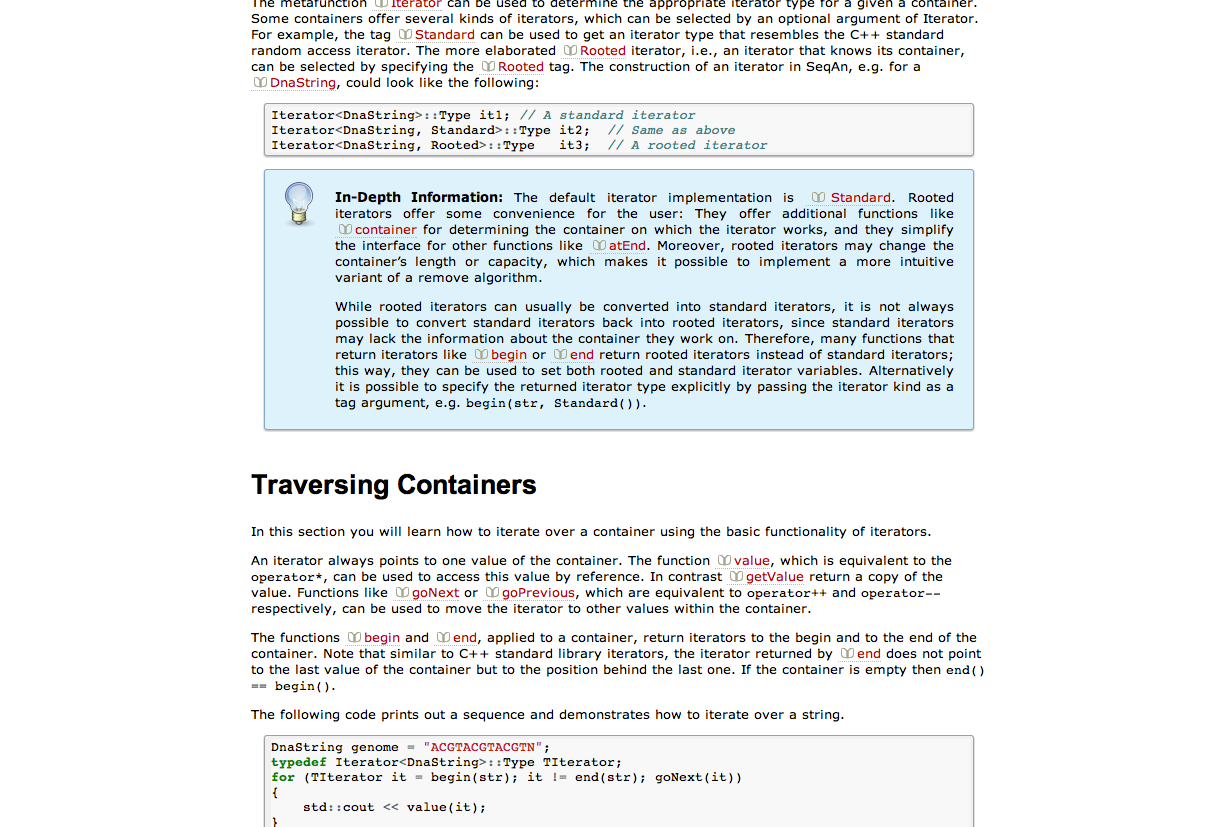 The metafunction Iterator can be used to determine the appropriate iterator type for a given a container.
Some containers offer several kinds of iterators, which can be selected by an optional argument of Iterator.
For example, the tag Standard can be used to get an iterator type that resembles the C++ standard
random access iterator. The more elaborated Rooted iterator, i.e., an iterator that knows its container,
can be selected by specifying the Rooted tag. The construction of an iterator in SeqAn, e.g. for a
DnaString, could look like the following:
Iterator<DnaString>::Type it1; // A standard iterator
Iterator<DnaString, Standard>::Type it2;  // Same as above
Iterator<DnaString, Rooted>::Type   it3;  // A rooted iterator
In-Depth Information: The default iterator implementation is Standard. Rooted
iterators offer some convenience for the user: They offer additional functions like
container for determining the container on which the iterator works, and they simplify
the interface for other functions like atEnd. Moreover, rooted iterators may change the
container's length or capacity, which makes it possible to implement a more intuitive
variant of a remove algorithm.
While rooted iterators can usually be converted into standard iterators, it is not always
possible to convert standard iterators back into rooted iterators, since standard iterators
may lack the information about the container they work on. Therefore, many functions that
return iterators like begin or end return rooted iterators instead of standard iterators;
this way, they can be used to set both rooted and standard iterator variables. Alternatively
it is possible to specify the returned iterator type explicitly by passing the iterator kind as a
tag argument, e.g. begin(str, Standard()).
Traversing Containers
In this section you will learn how to iterate over a container using the basic functionality of iterators.
An iterator always points to one value of the container. The function value, which is equivalent to the
operator*, can be used to access this value by reference. In contrast getValue return a copy of the
value. Functions like goNext or goPrevious, which are equivalent to operator++ and operator--
respectively, can be used to move the iterator to other values within the container.
The functions begin and end, applied to a container, return iterators to the begin and to the end of the
container. Note that similar to C++ standard library iterators, the iterator returned by end does not point
to the last value of the container but to the position behind the last one. If the container is empty then end()
== begin().
The following code prints out a sequence and demonstrates how to iterate over a string.
DnaString genome = "ACGTACGTACGTN";
typedef Iterator<DnaString>::Type TIterator;
for (TIterator it = begin(str); it != end(str); goNext(it))
{
    std::cout << value(it);
}